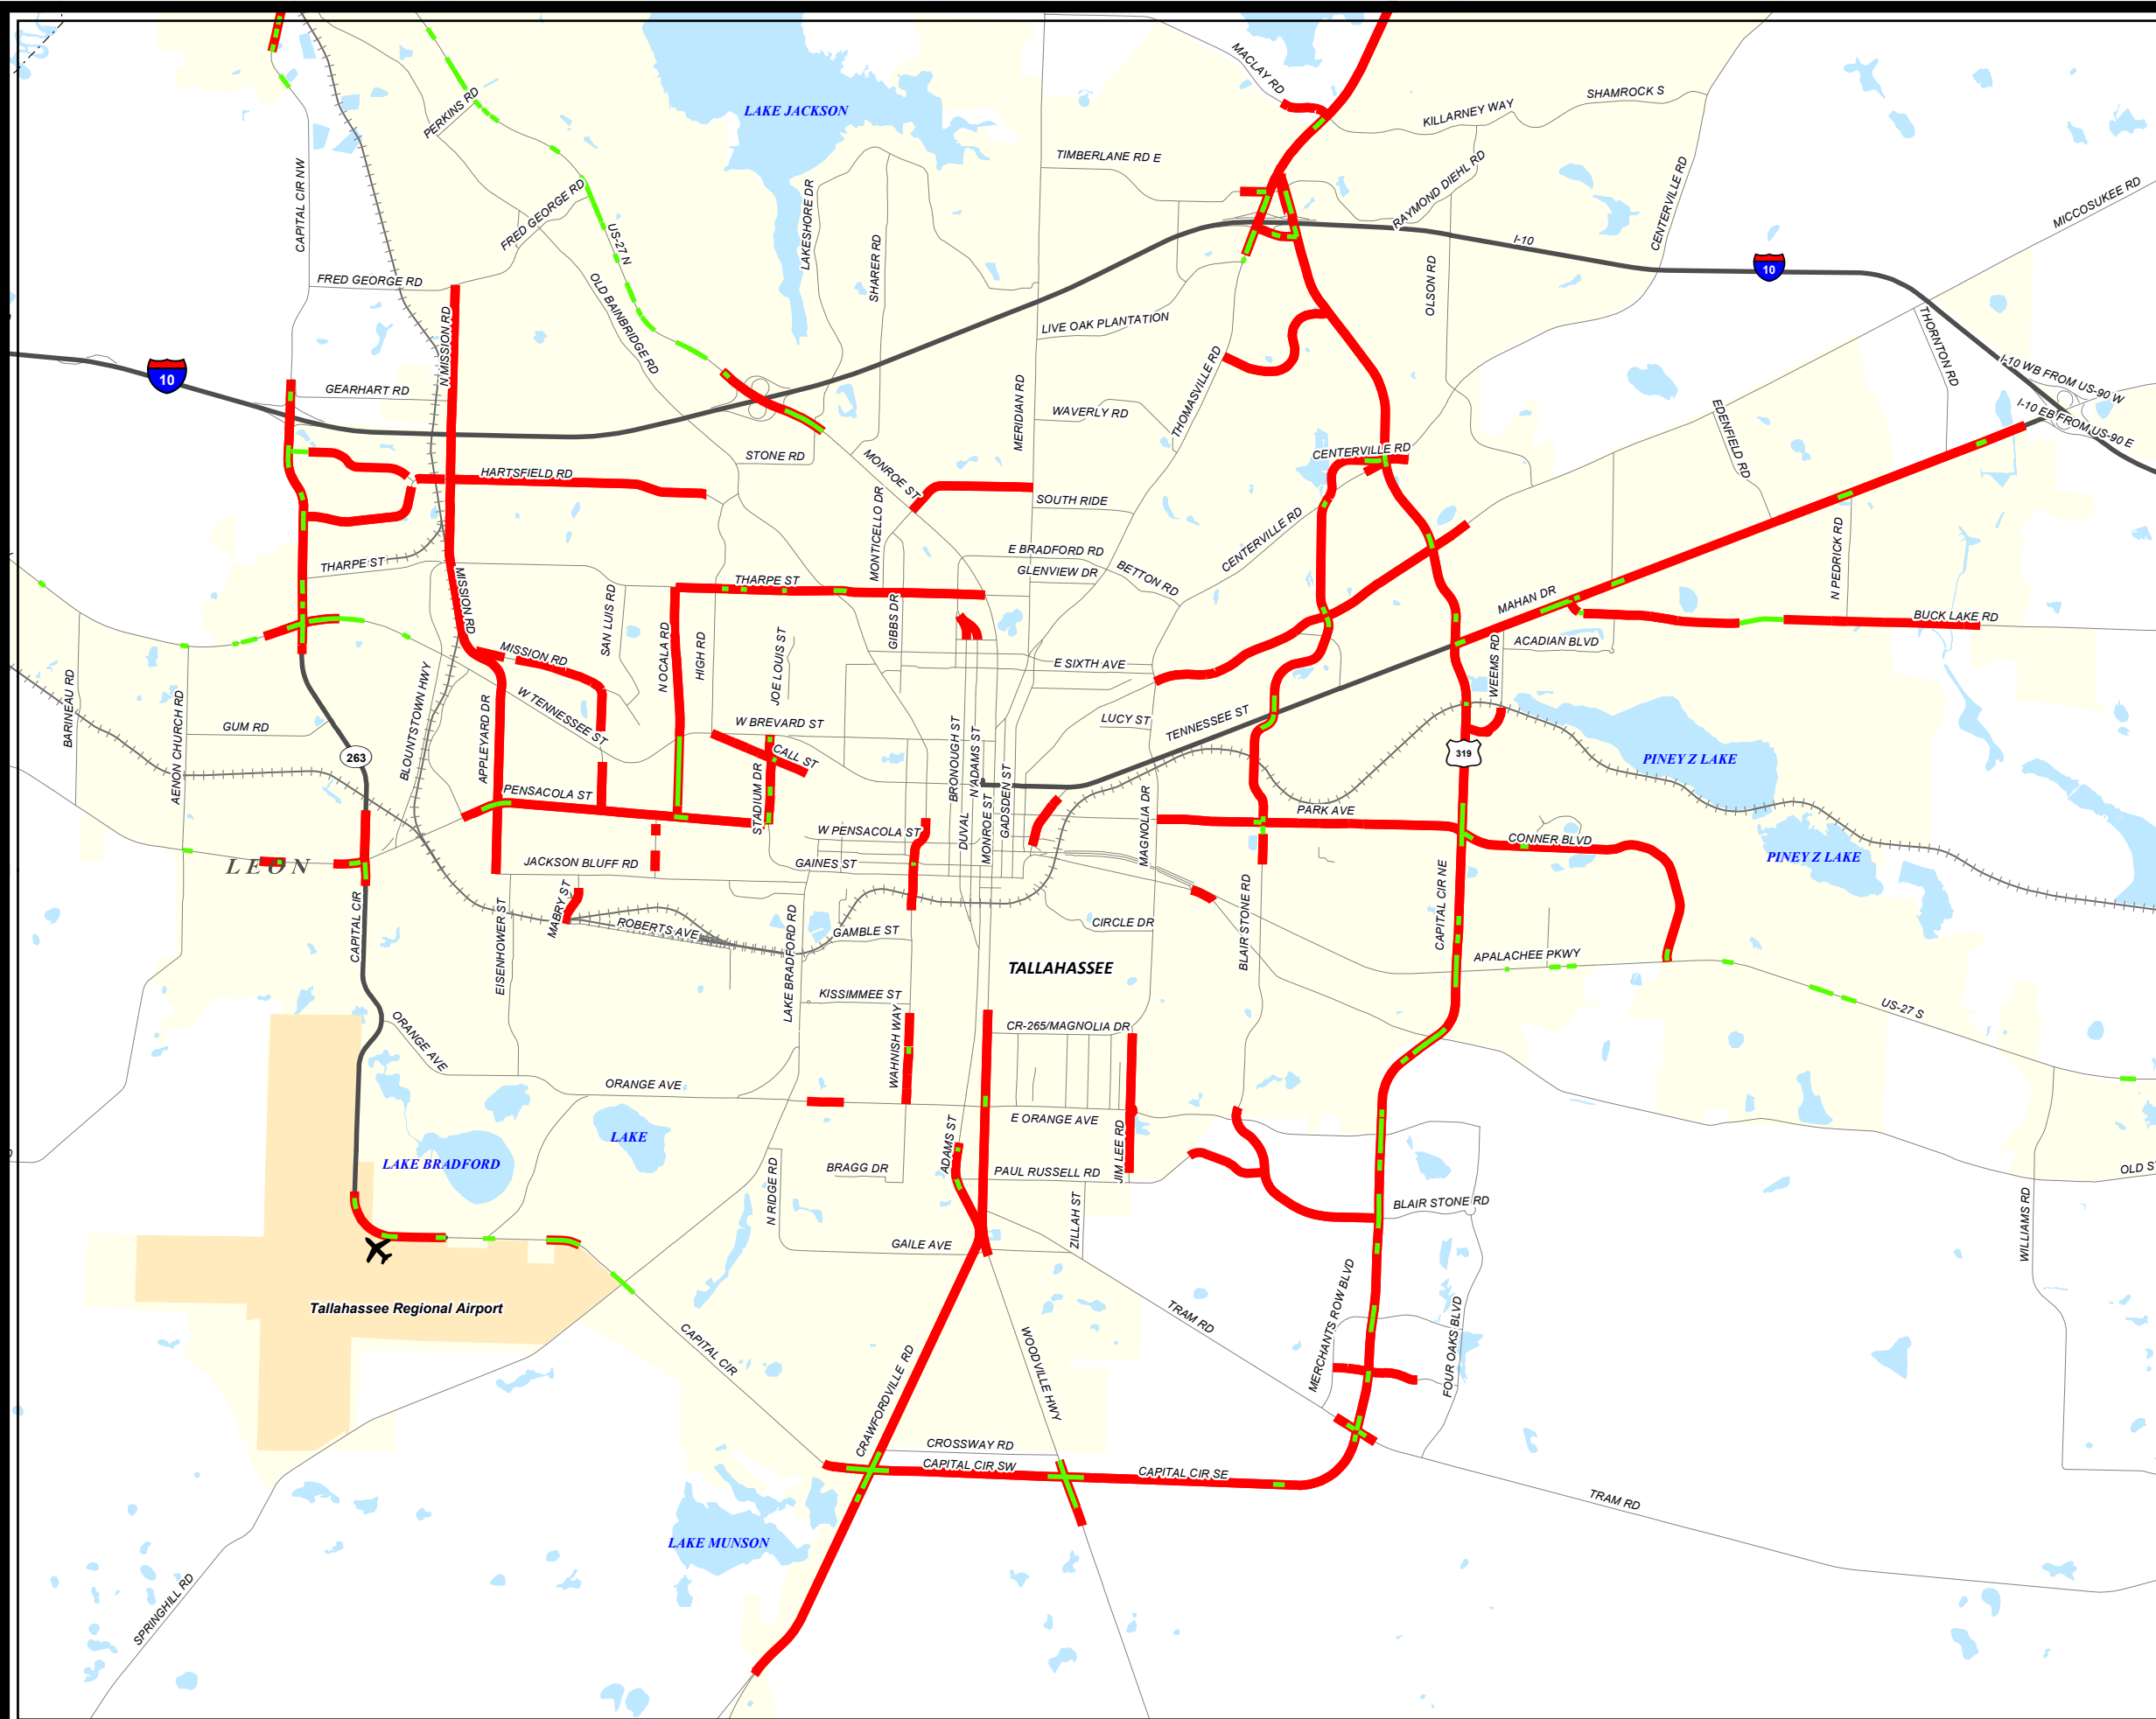 MACLAY RD
SHAMROCK S
KILLARNEY WAY
PERKINS RD
LAKE JACKSON
TIMBERLANE RD E
RAYMOND DIEHL RD
CENTERVILLE RD
MICCOSUKEE RD
CAPITAL CIR NW
FRED GEORGE RD
LAKESHORE DR
US-27 N
SHARER RD
I-10
10
OLSON RD
FRED GEORGE RD
OLD BAINBRIDGE RD
N MISSION RD
LIVE OAK PLANTATION
THORNTON RD
10
GEARHART RD
I-10 WB FROM US-90 W
I-10 EB FROM US-90 E
MERIDIAN RD
WAVERLY RD
THOMASVILLE RD
EDENFIELD RD
STONE RD
MONROE ST
CENTERVILLE RD
HARTSFIELD RD
SOUTH RIDE
MONTICELLO DR
CENTERVILLE RD
N PEDRICK RD
THARPE ST
E BRADFORD RD
GLENVIEW DR
BETTON RD
THARPE ST
MISSION RD
SAN LUIS RD
N OCALA RD
HIGH RD
JOE LOUIS ST
GIBBS DR
MAHAN DR
BUCK LAKE RD
ACADIAN BLVD
WEEMS RD
MISSION RD
E SIXTH AVE
BARINEAU RD
AENON CHURCH RD
GUM RD
BLOUNTSTOWN HWY
APPLEYARD DR
W TENNESSEE ST
W BREVARD ST
CALL ST
LUCY ST
TENNESSEE ST
263
319
PINEY Z LAKE
BRONOUGH ST
N ADAMS ST
GADSDEN ST
STADIUM DR
PENSACOLA ST
W PENSACOLA ST
DUVAL
MONROE ST
MAGNOLIA DR
PARK AVE
CONNER BLVD
PINEY Z LAKE
LEON
JACKSON BLUFF RD
GAINES ST
CAPITAL CIR
EISENHOWER ST
MABRY ST
ROBERTS AVE
LAKE BRADFORD RD
GAMBLE ST
CIRCLE DR
BLAIR STONE RD
CAPITAL CIR NE
APALACHEE PKWY
TALLAHASSEE
KISSIMMEE ST
US-27 S
ORANGE AVE
WAHNISH WAY
CR-265/MAGNOLIA DR
ORANGE AVE
E ORANGE AVE
LAKE
LAKE BRADFORD
ADAMS ST
JIM LEE RD
BRAGG DR
PAUL RUSSELL RD
OLD S
N RIDGE RD
ZILLAH ST
BLAIR STONE RD
WILLIAMS RD
GAILE AVE
Tallahassee Regional Airport
TRAM RD
MERCHANTS ROW BLVD
FOUR OAKS BLVD
CAPITAL CIR
CRAWFORDVILLE RD
WOODVILLE HWY
CROSSWAY RD
CAPITAL CIR SW
CAPITAL CIR SE
TRAM RD
LAKE MUNSON
SPRINGHILL RD